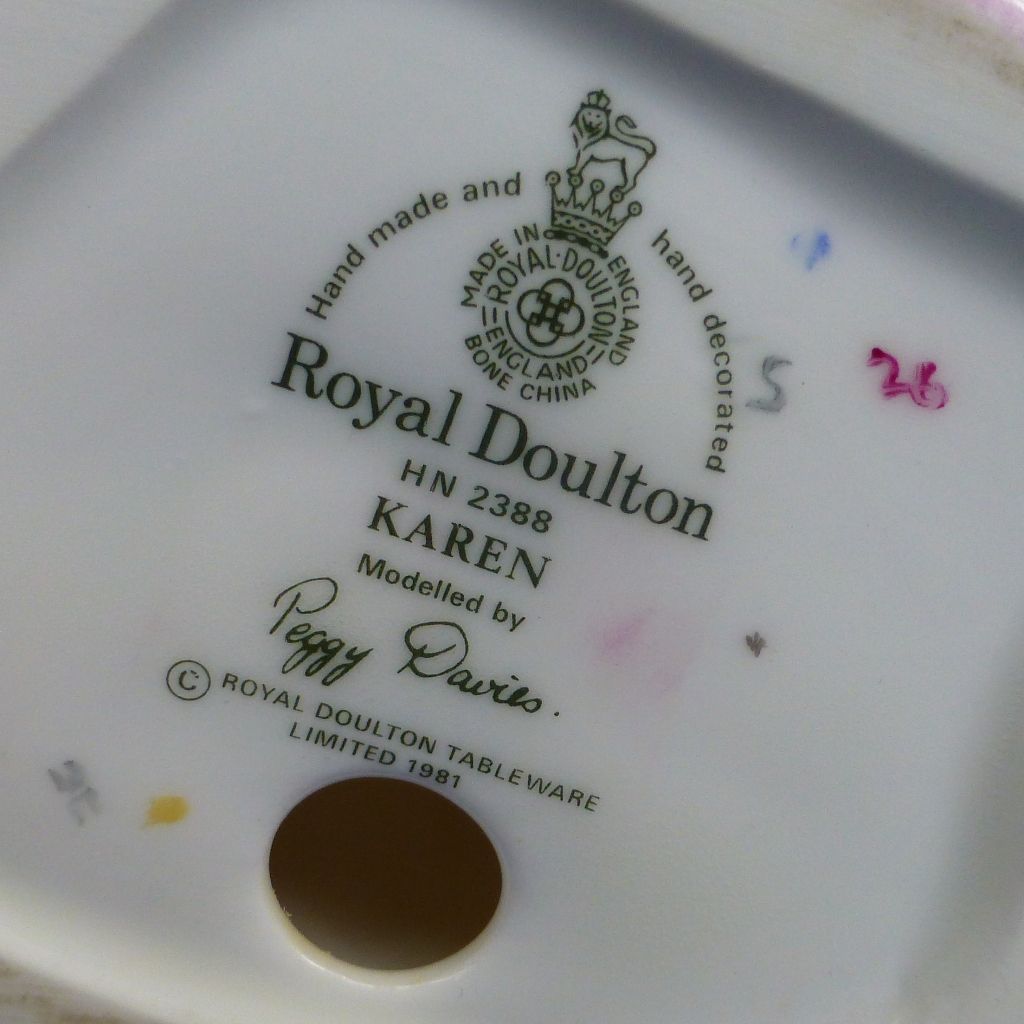 Hand made and hand decorated
MADE IN ENGLAND
ROYAL·DOULTON
ENGLAND
BONE CHINA
Royal Doulton
HN 2388
KAREN
Modelled by
Peggy Davies.
© ROYAL DOULTON TABLEWARE
LIMITED 1981
S
26